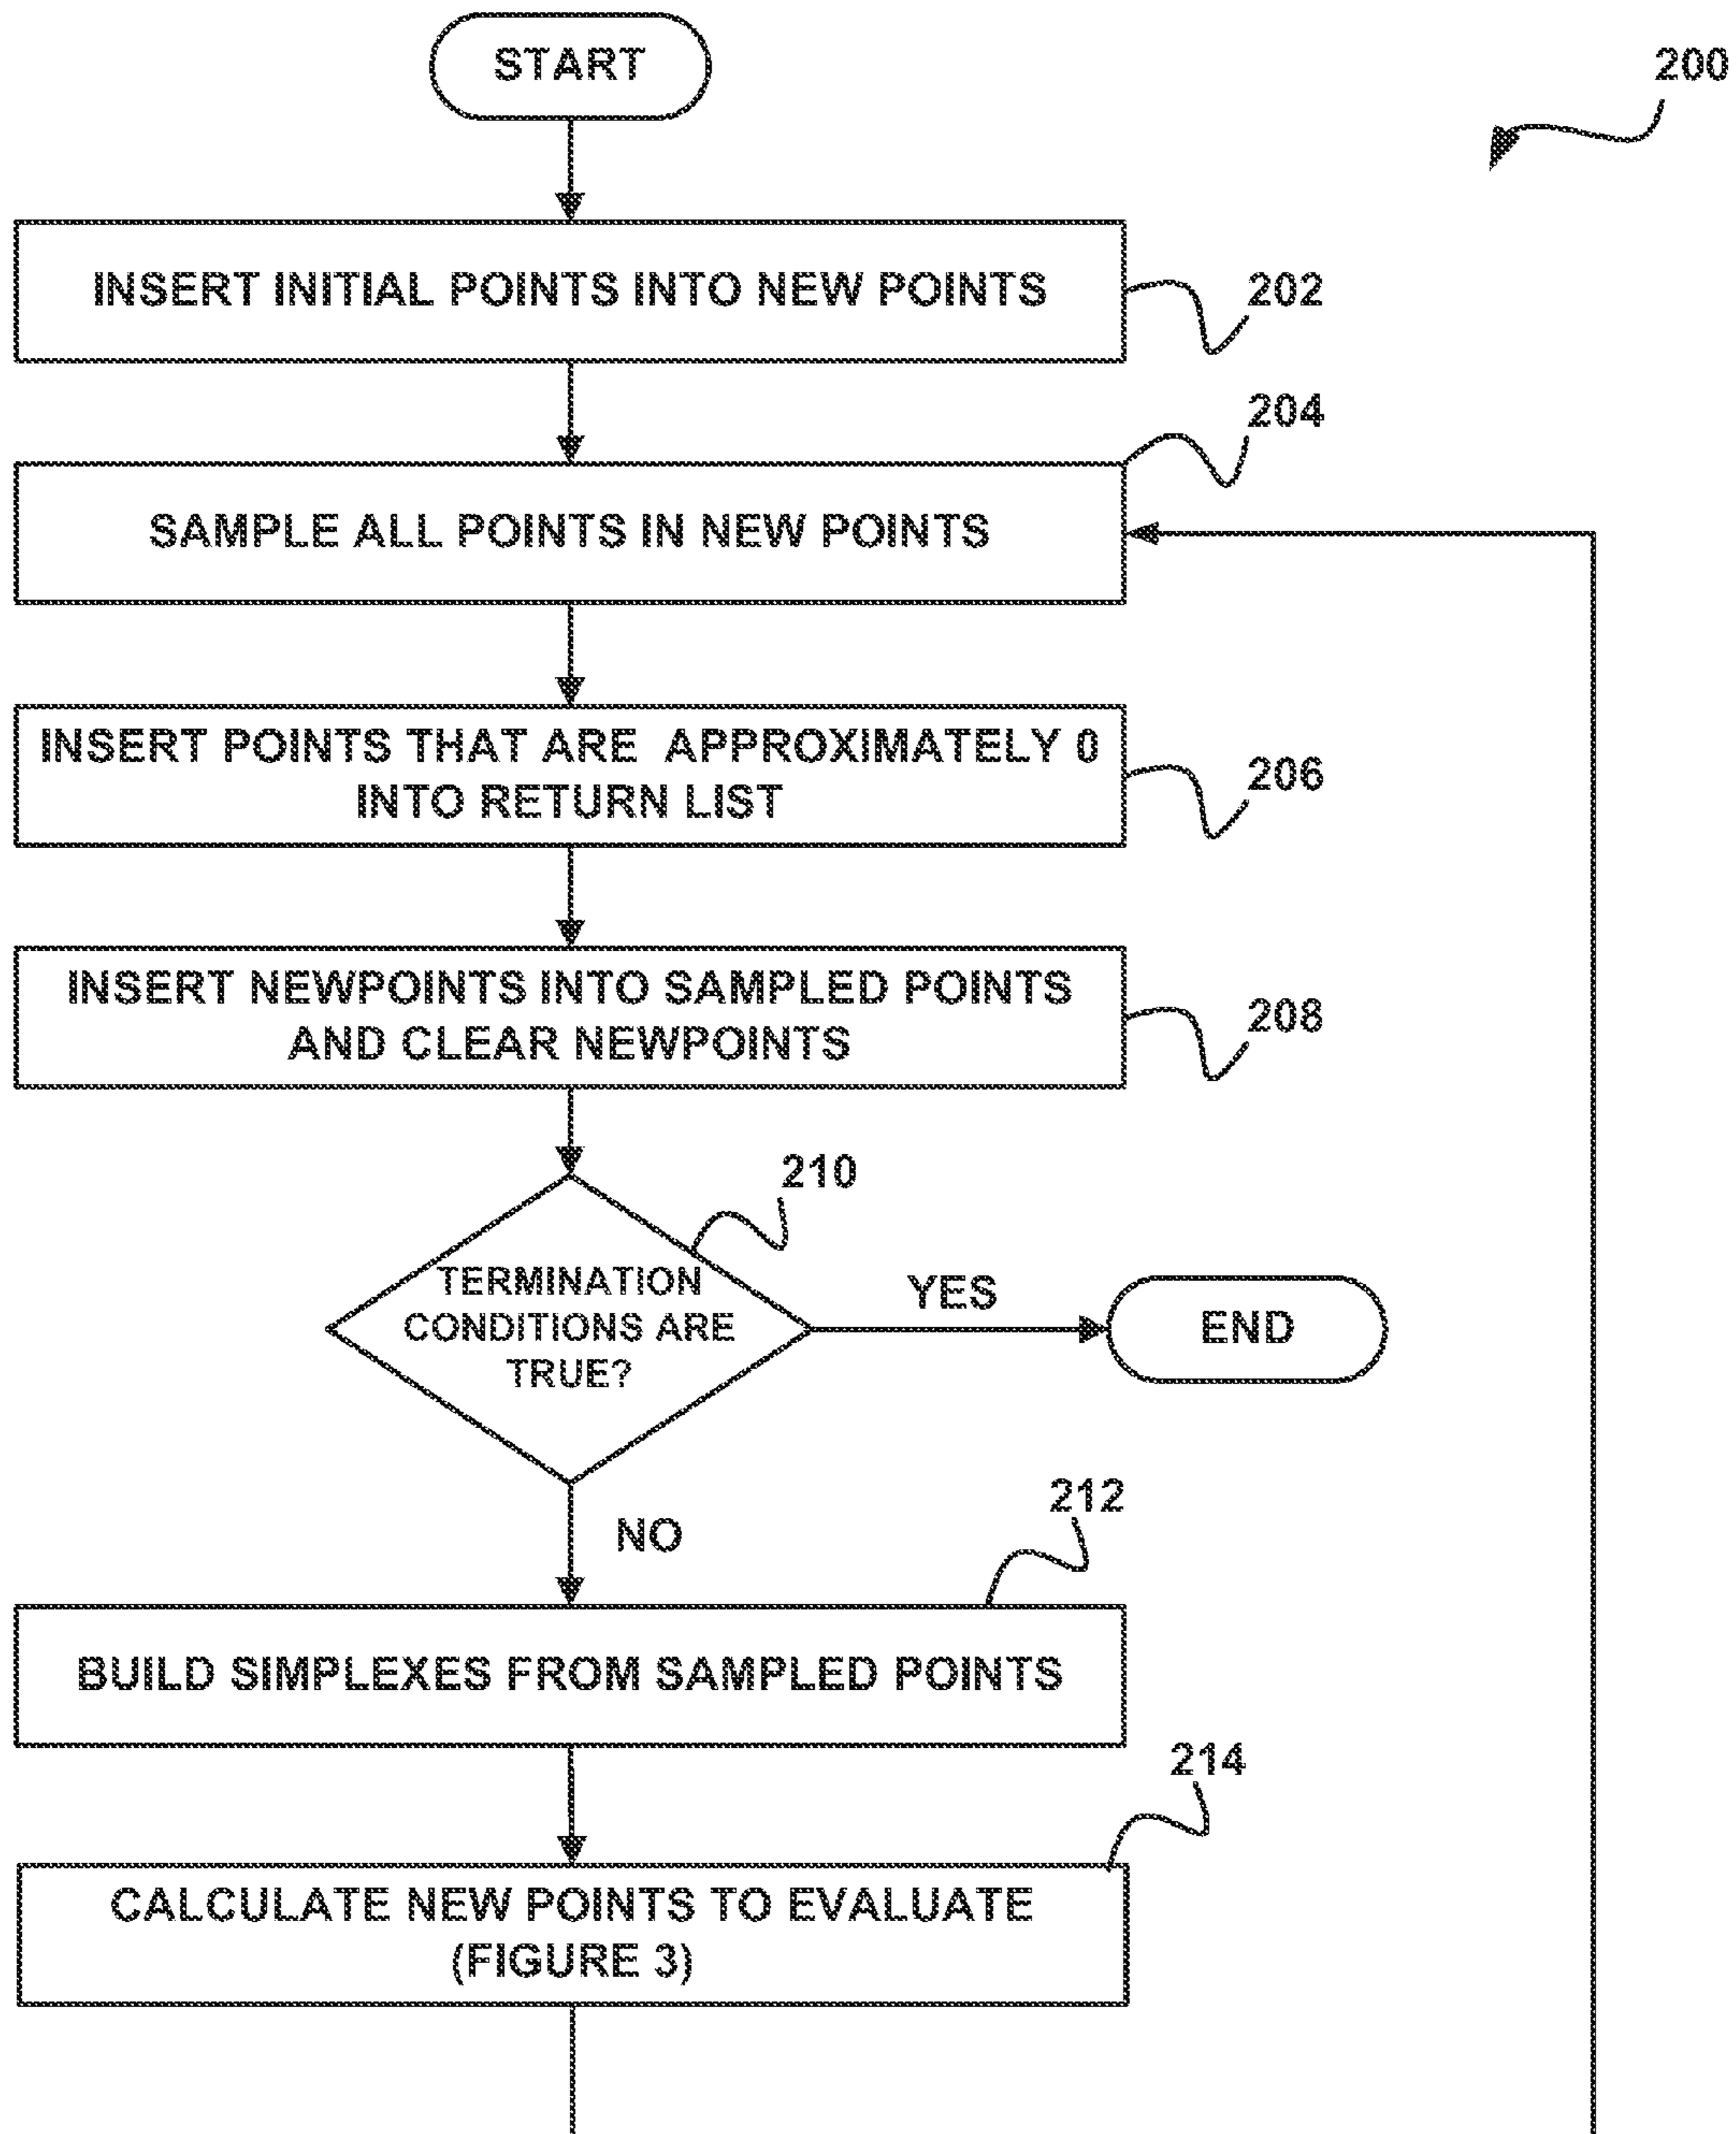 START
200
INSERT INITIAL POINTS INTO NEW POINTS
202
204
SAMPLE ALL POINTS IN NEW POINTS
INSERT POINTS THAT ARE APPROXIMATELY 0
INTO RETURN LIST
206
INSERT NEWPOINTS INTO SAMPLED POINTS
AND CLEAR NEWPOINTS
208
210
TERMINATION
CONDITIONS ARE
TRUE?
YES
END
NO
212
BUILD SIMPLEXES FROM SAMPLED POINTS
214
CALCULATE NEW POINTS TO EVALUATE
(FIGURE 3)